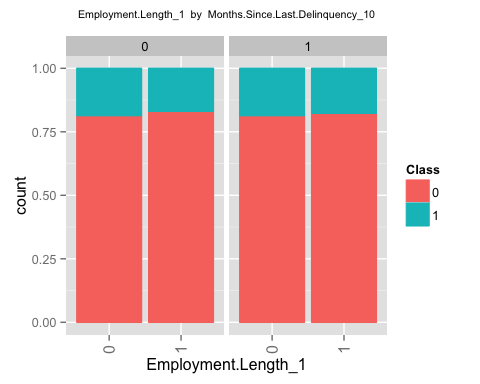 Employment.Length_1 by Months.Since.Last.Delinquency_10
0 1
1.00
0.75
0.50
0.25
0.00
count
0 1 0 1
Employment.Length_1
Class
0
1